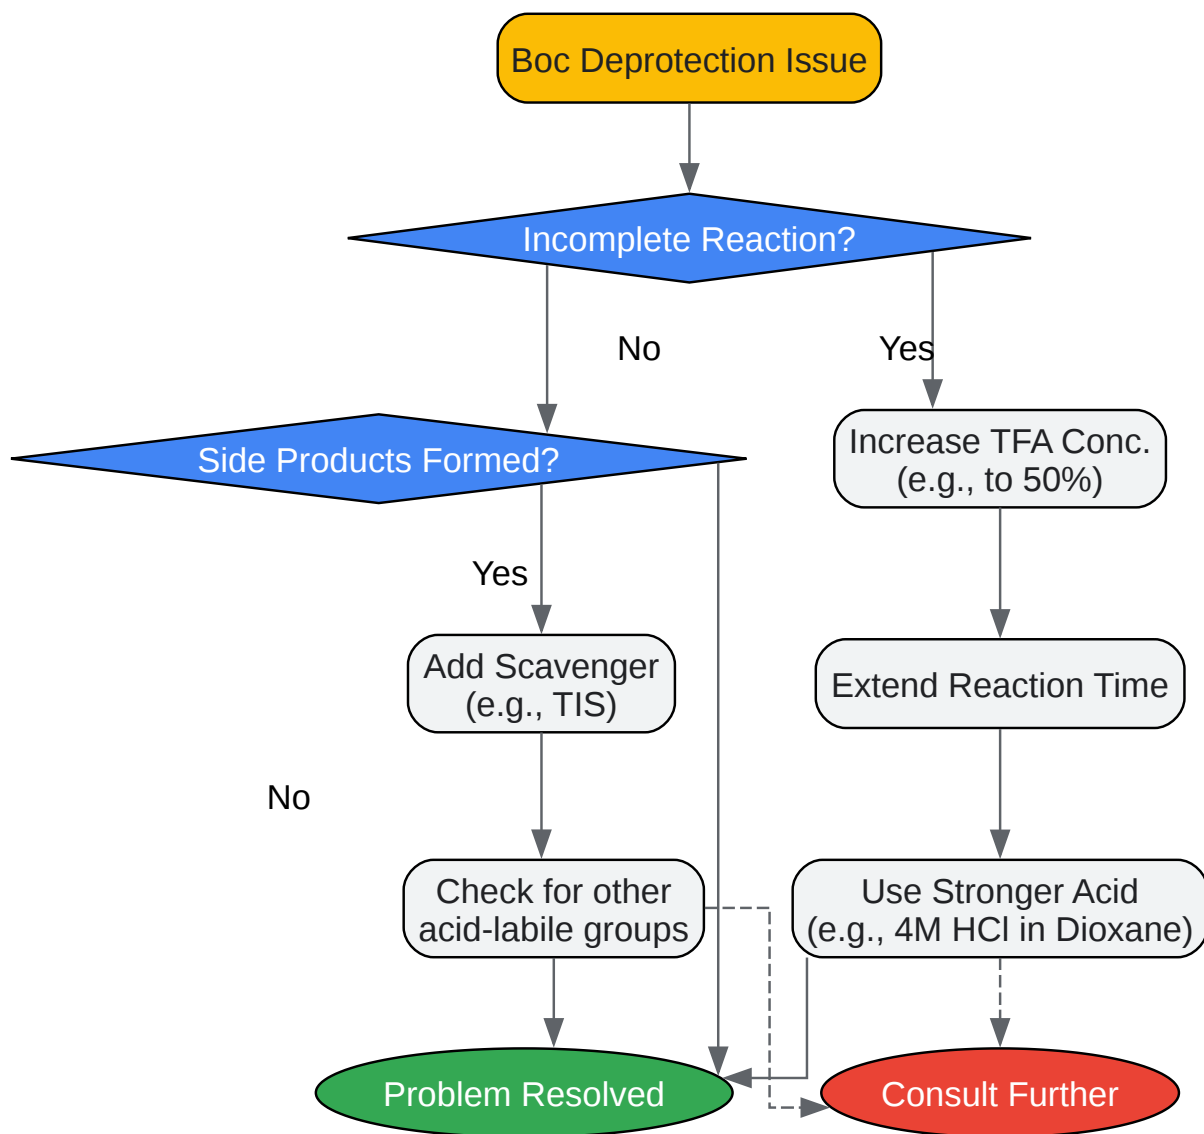 Boc Deprotection Issue
Incomplete Reaction?
No
Yes
Side Products Formed?
Increase TFA Conc.
(e.g., to 50%)
Yes
Add Scavenger
(e.g., TIS)
Extend Reaction Time
No
Check for other
acid-labile groups
Use Stronger Acid
(e.g., 4M HCl in Dioxane)
Problem Resolved
Consult Further